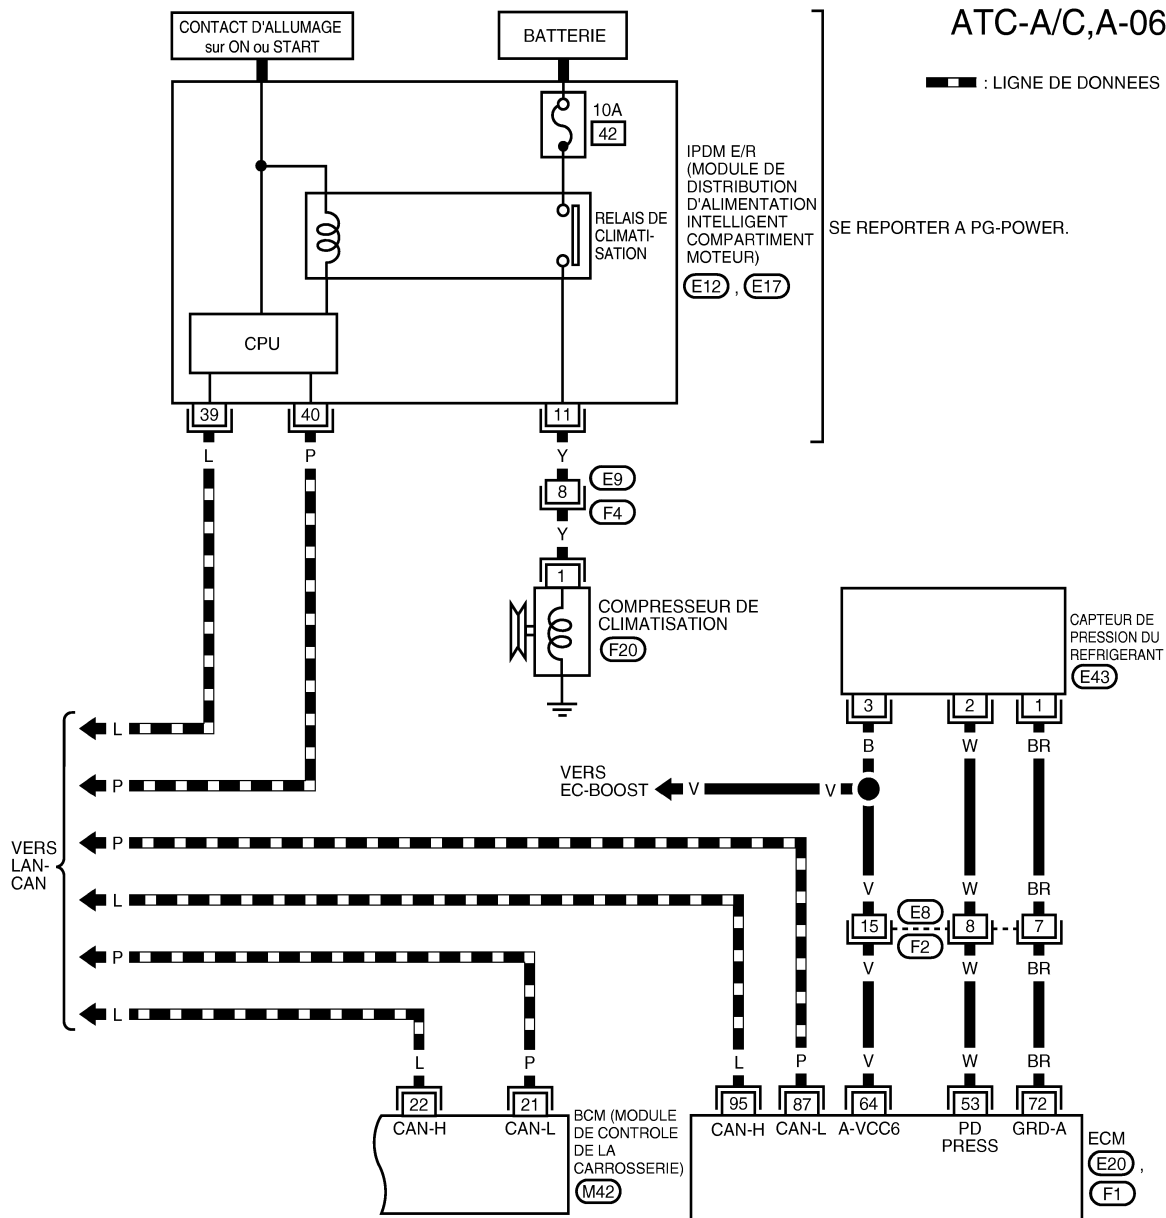 ATC-A/C,A-06
: LIGNE DE DONNEES
CONTACT D'ALLUMAGE
sur ON ou START
BATTERIE
10A
42
IPDM E/R
(MODULE DE
DISTRIBUTION
D'ALIMENTATION
INTELLIGENT
COMPARTIMENT
MOTEUR)
E12 , E17
SE REPORTER A PG-POWER.
RELAIS DE
CLIMATI-
SATION
CPU
39 40 11
L P Y
8
E9
F4
Y
1
COMPRESSEUR DE
CLIMATISATION
F20
CAPTEUR DE
PRESSION DU
REFRIGERANT
E43
3 2 1
B W BR
VERS
EC-BOOST
V V
L
P
P
L
P
L
VERS
LAN-
CAN
V W BR
15 8 7
E8
F2
V W BR
L P L P V W BR
22 21 95 87 64 53 72
CAN-H CAN-L
BCM (MODULE
DE CONTROLE
DE LA
CARROSSERIE)
M42
CAN-H CAN-L A-VCC6 PD
PRESS GRD-A
ECM
E20 ,
F1